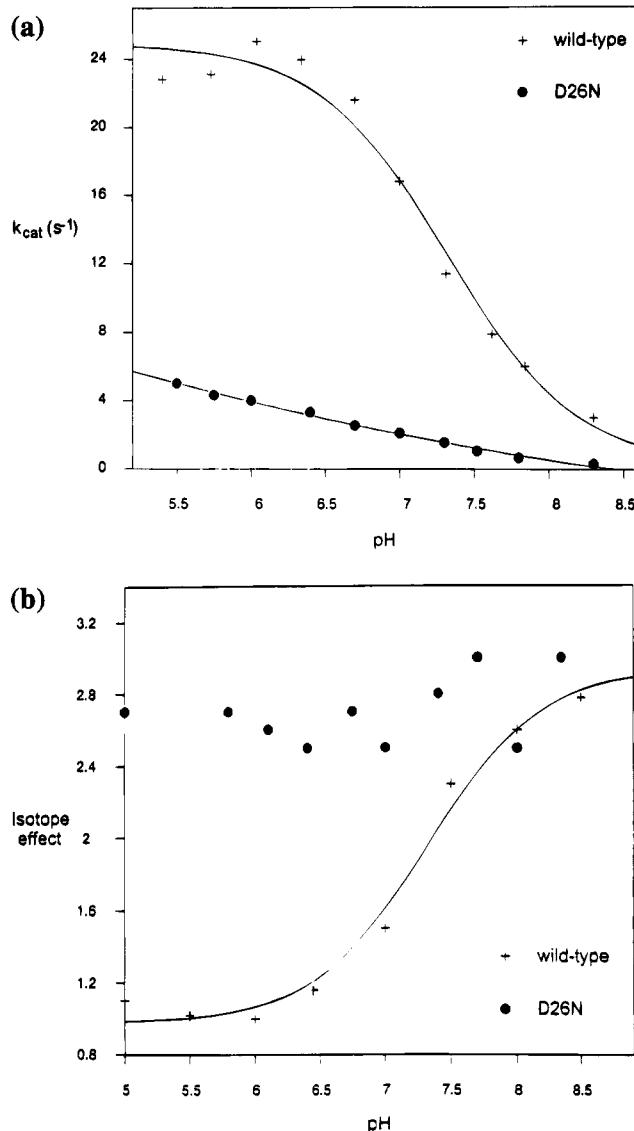 (a)
+ wild-type
● D26N
24
20
16
12
8
4
0
k_cat (s⁻¹)
5.5 6 6.5 7 7.5 8 8.5
pH
(b)
3.2
2.8
2.4
2
1.6
1.2
0.8
Isotope
effect
+ wild-type
● D26N
5 5.5 6 6.5 7 7.5 8 8.5
pH